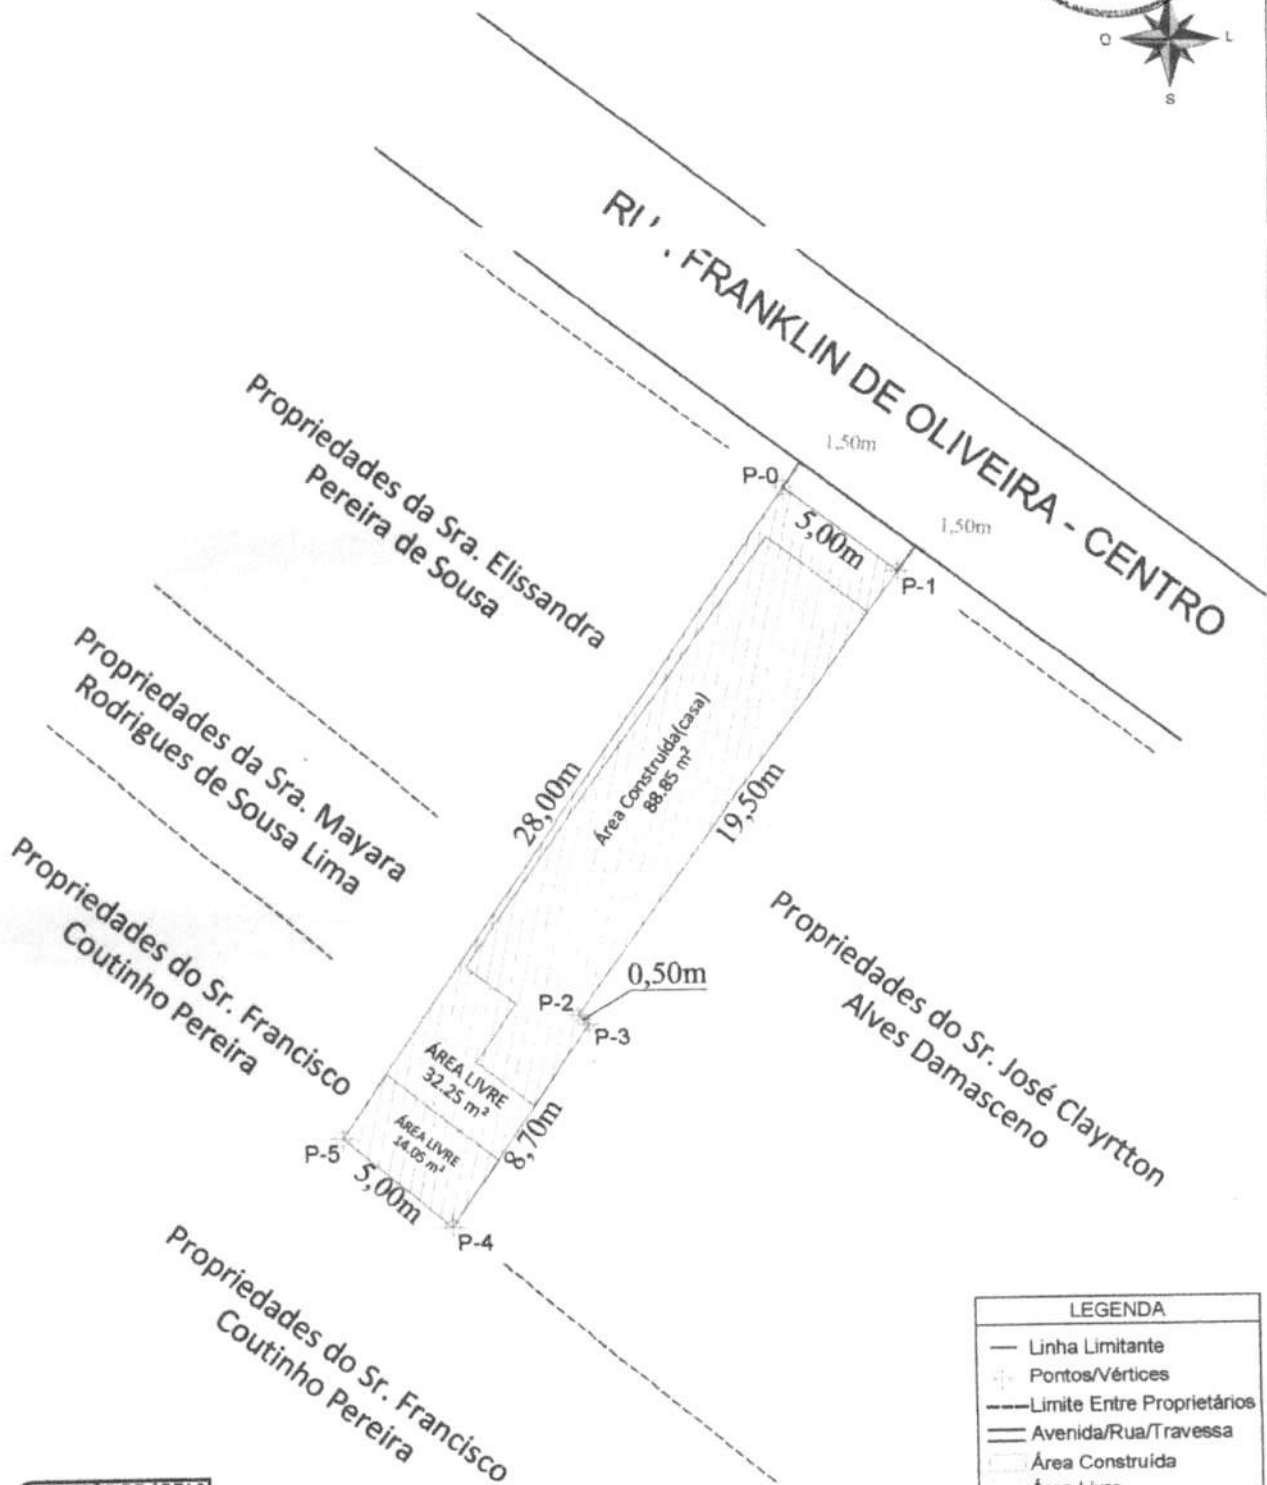 O
L
S
FRANKLIN DE OLIVEIRA - CENTRO
1,50m
1,50m
P-0
5,00m
P-1
Propriedades da Sra. Elissandra
Pereira de Sousa
Propriedades da Sra. Mayara
Rodrigues de Sousa Lima
Propriedades do Sr. Francisco
Coutinho Pereira
28,00m
Área Construída(casa)
88.85 m²
19,50m
Propriedades do Sr. José Clayrtton
Alves Damasceno
0,50m
P-2
P-3
ÁREA LIVRE
32.25 m²
ÁREA LIVRE
14.05 m²
8,70m
P-5
5,00m
P-4
Propriedades do Sr. Francisco
Coutinho Pereira
LEGENDA
Linha Limitante
Pontos/Vértices
Limite Entre Proprietários
Avenida/Rua/Travessa
Área Construída